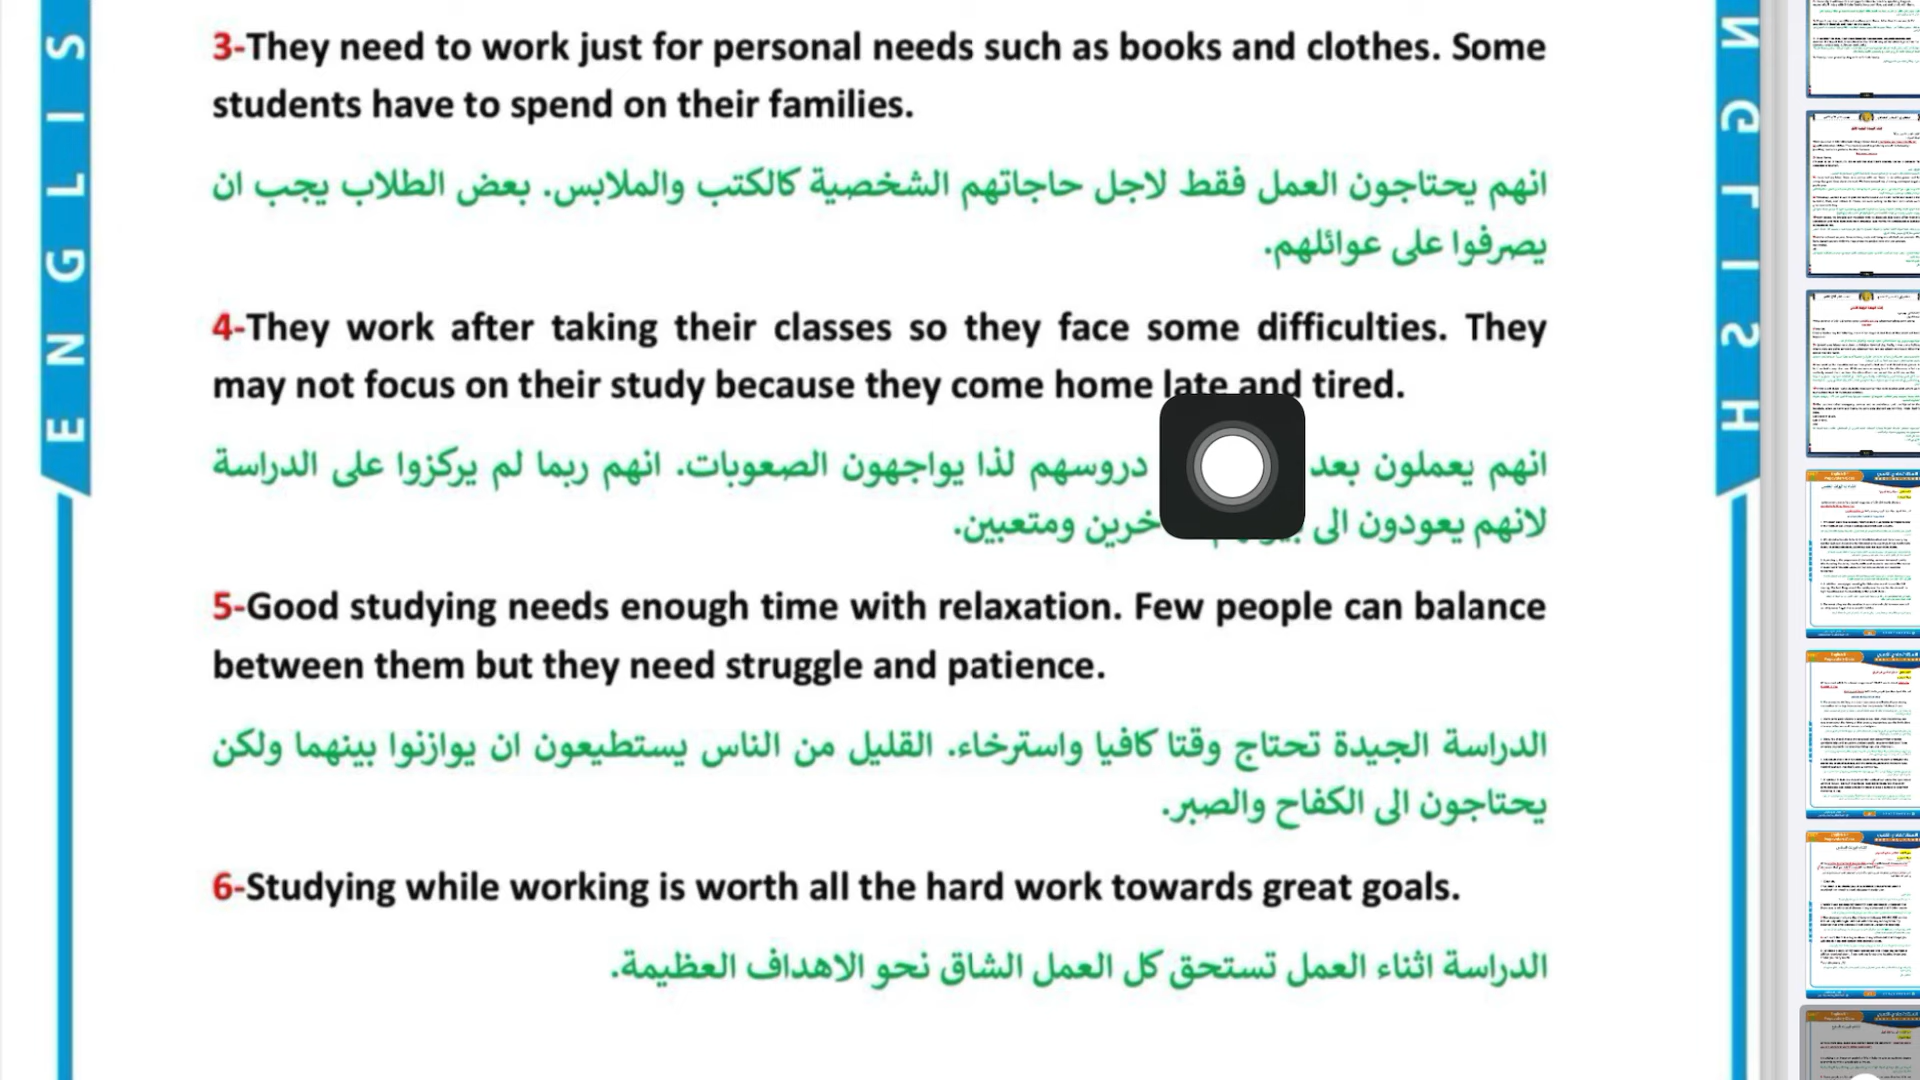 3-They need to work just for personal needs such as books and clothes. Some
students have to spend on their families.
انهم يحتاجون العمل فقط لاجل حاجاتهم الشخصية كالكتب والملابس. بعض الطلاب يجب ان
يصرفوا على عوائلهم.
4-They work after taking their classes so they face some difficulties. They
may not focus on their study because they come home late and tired.
انهم يعملون بعد دروسهم لذا يواجهون الصعوبات. انهم ربما لم يركزوا على الدراسة
لانهم يعودون الى ومتعبين.
5-Good studying needs enough time with relaxation. Few people can balance
between them but they need struggle and patience.
الدراسة الجيدة تحتاج وقتا كافيا واسترخاء. القليل من الناس يستطيعون ان يوازنوا بينهما ولكن
يحتاجون الى الكفاح والصبر.
6-Studying while working is worth all the hard work towards great goals.
الدراسة اثناء العمل تستحق كل العمل الشاق نحو الاهداف العظيمة.
ENGLIS
NGLISH